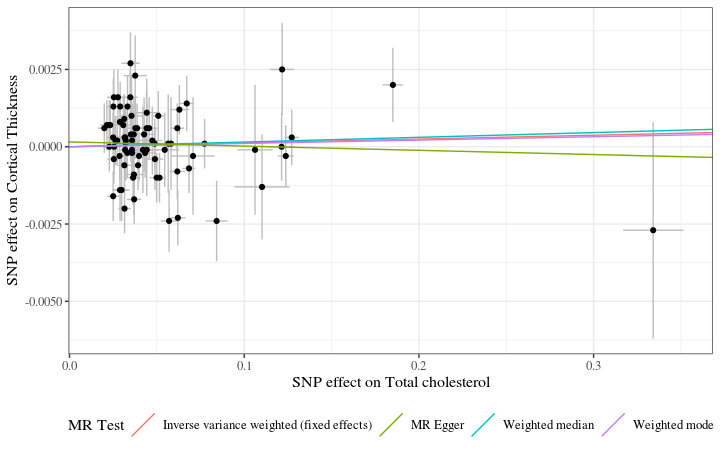 SNP effect on Cortical Thickness
0.0025
0.0000
-0.0025
-0.0050
0.0
0.1
0.2
0.3
SNP effect on Total cholesterol
MR Test
Inverse variance weighted (fixed effects)
MR Egger
Weighted median
Weighted mode